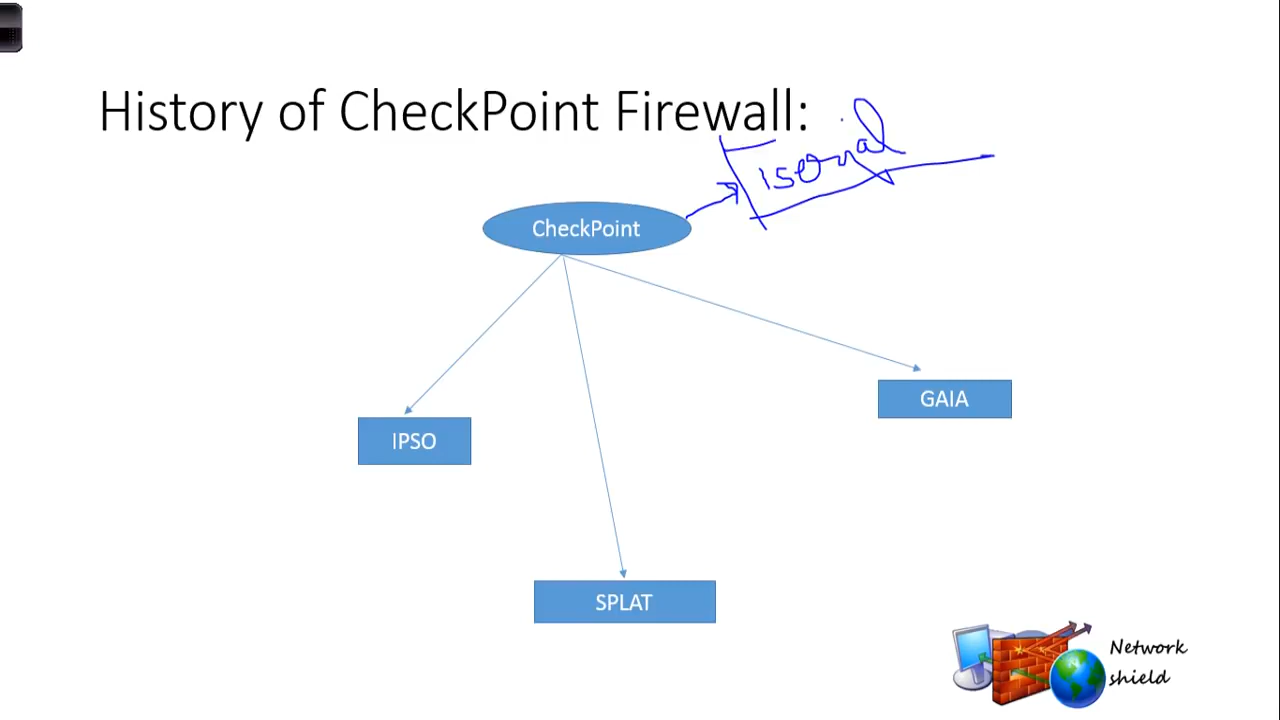 History of CheckPoint Firewall:
CheckPoint
GAIA
IPSO
SPLAT
Network
shield